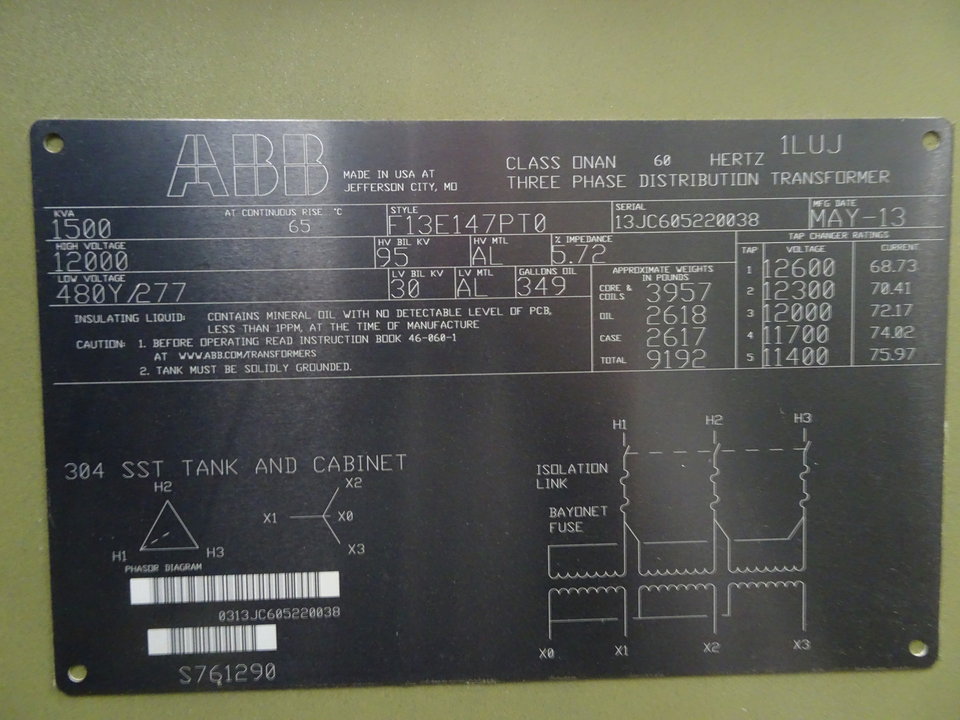 ABB
MADE IN USA AT
JEFFERSON CITY, MO
CLASS ONAN 60 HERTZ 1LUJ
THREE PHASE DISTRIBUTION TRANSFORMER
KVA
1500
AT CONTINUOUS RISE °C
65
STYLE
F13E147PT0
SERIAL
13JC605220038
MFG DATE
MAY-13
HIGH VOLTAGE
12000
HV BIL KV
95
HV MTL
AL
% IMPEDANCE
5.72
LOW VOLTAGE
480Y/277
LV BIL KV
30
LV MTL
AL
GALLONS OIL
349
APPROXIMATE WEIGHTS
IN POUNDS
CORE &
COILS 3957
OIL 2618
CASE 2617
TOTAL 9192
TAP CHANGER RATINGS
TAP VOLTAGE CURRENT
1 12600 68.73
2 12300 70.41
3 12000 72.17
4 11700 74.02
5 11400 75.97
INSULATING LIQUID: CONTAINS MINERAL OIL WITH NO DETECTABLE LEVEL OF PCB,
LESS THAN 1PPM, AT THE TIME OF MANUFACTURE
CAUTION: 1. BEFORE OPERATING READ INSTRUCTION BOOK 46-060-1
AT WWW.ABB.COM/TRANSFORMERS
2. TANK MUST BE SOLIDLY GROUNDED.
304 SST TANK AND CABINET
H2
H1 H3
PHASOR DIAGRAM
X2
X1 X0
X3
0313JC605220038
S761290
H1 H2 H3
ISOLATION
LINK
BAYONET
FUSE
X0 X1 X2 X3